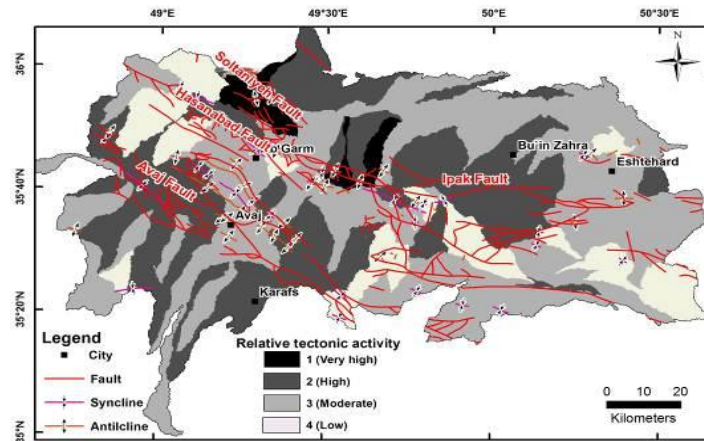 49°E
49°30'E
50°E
50°30'E
N
36°N
35°40'N
35°20'N
35°N
Soltaniyeh Fault
Hasanabad Fault
Garm
Avaj Fault
Avaj
Ipak Fault
Bu'in Zahra
Eshtehard
Karafs
Legend
City
Fault
Syncline
Antilcline
Relative tectonic activity
1 (Very high)
2 (High)
3 (Moderate)
4 (Low)
0 10 20
Kilometers